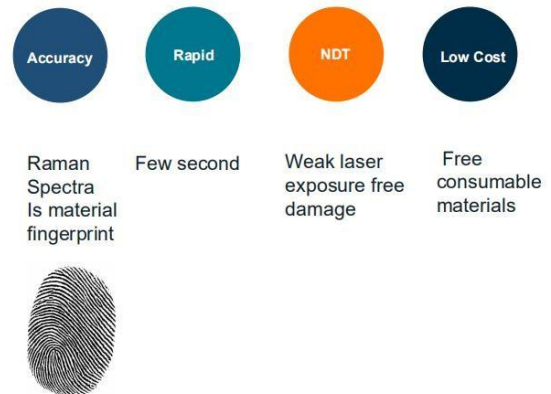 Accuracy
Rapid
NDT
Low Cost
Raman
Spectra
Is material
fingerprint
Few second
Weak laser
exposure free
damage
Free
consumable
materials